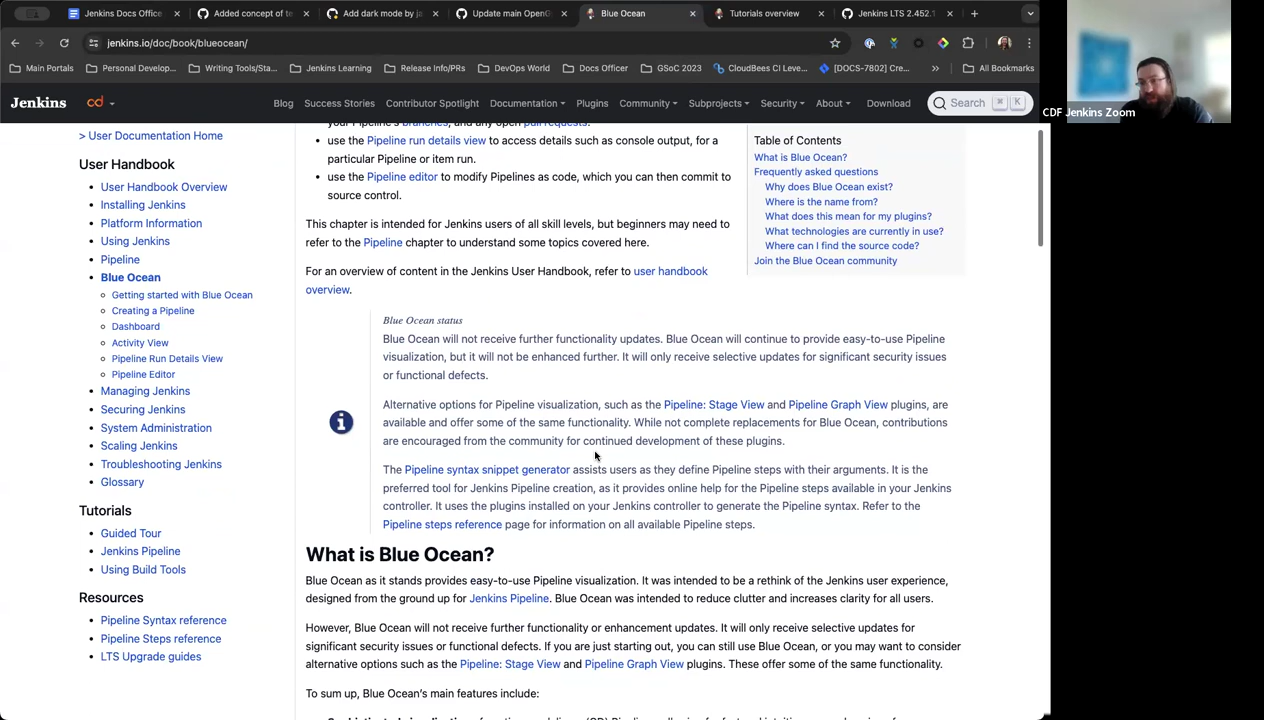 Jenkins Docs Office
Added concept of te
Add dark mode by ja
Update main OpenG
Blue Ocean
Tutorials overview
Jenkins LTS 2.452.1
jenkins.io/doc/book/blueocean/
Main Portals
Personal Develop...
Writing Tools/Sta...
Jenkins Learning
Release Info/PRs
DevOps World
Docs Officer
GSoC 2023
CloudBees CI Leve...
[DOCS-7802] Cre...
All Bookmarks
Jenkins
cd
Blog
Success Stories
Contributor Spotlight
Documentation
Plugins
Community
Subprojects
Security
About
Download
Search
K
CDF Jenkins Zoom
> User Documentation Home
User Handbook
User Handbook Overview
Installing Jenkins
Platform Information
Using Jenkins
Pipeline
Blue Ocean
Getting started with Blue Ocean
Creating a Pipeline
Dashboard
Activity View
Pipeline Run Details View
Pipeline Editor
Managing Jenkins
Securing Jenkins
System Administration
Scaling Jenkins
Troubleshooting Jenkins
Glossary
Tutorials
Guided Tour
Jenkins Pipeline
Using Build Tools
Resources
Pipeline Syntax reference
Pipeline Steps reference
LTS Upgrade guides
your Pipeline's branches, and any open pull requests.
use the Pipeline run details view to access details such as console output, for a
particular Pipeline or item run.
use the Pipeline editor to modify Pipelines as code, which you can then commit to
source control.
This chapter is intended for Jenkins users of all skill levels, but beginners may need to
refer to the Pipeline chapter to understand some topics covered here.
For an overview of content in the Jenkins User Handbook, refer to user handbook
overview.
Table of Contents
What is Blue Ocean?
Frequently asked questions
Why does Blue Ocean exist?
Where is the name from?
What does this mean for my plugins?
What technologies are currently in use?
Where can I find the source code?
Join the Blue Ocean community
Blue Ocean status
Blue Ocean will not receive further functionality updates. Blue Ocean will continue to provide easy-to-use Pipeline
visualization, but it will not be enhanced further. It will only receive selective updates for significant security issues
or functional defects.
Alternative options for Pipeline visualization, such as the Pipeline: Stage View and Pipeline Graph View plugins, are
available and offer some of the same functionality. While not complete replacements for Blue Ocean, contributions
are encouraged from the community for continued development of these plugins.
The Pipeline syntax snippet generator assists users as they define Pipeline steps with their arguments. It is the
preferred tool for Jenkins Pipeline creation, as it provides online help for the Pipeline steps available in your Jenkins
controller. It uses the plugins installed on your Jenkins controller to generate the Pipeline syntax. Refer to the
Pipeline steps reference page for information on all available Pipeline steps.
What is Blue Ocean?
Blue Ocean as it stands provides easy-to-use Pipeline visualization. It was intended to be a rethink of the Jenkins user experience,
designed from the ground up for Jenkins Pipeline. Blue Ocean was intended to reduce clutter and increases clarity for all users.
However, Blue Ocean will not receive further functionality or enhancement updates. It will only receive selective updates for
significant security issues or functional defects. If you are just starting out, you can still use Blue Ocean, or you may want to consider
alternative options such as the Pipeline: Stage View and Pipeline Graph View plugins. These offer some of the same functionality.
To sum up, Blue Ocean's main features include: